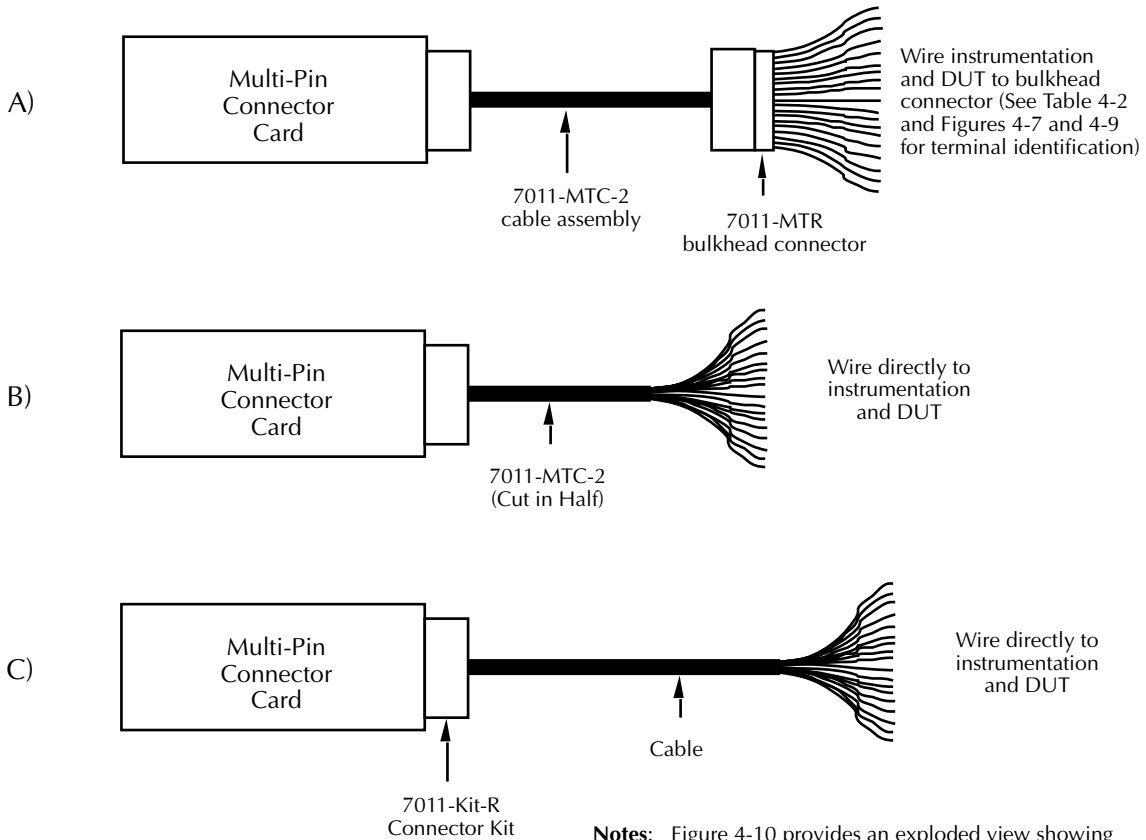 A)
Multi-Pin
Connector
Card
7011-MTC-2
cable assembly
7011-MTR
bulkhead connector
Wire instrumentation
and DUT to bulkhead
connector (See Table 4-2
and Figures 4-7 and 4-9
for terminal identification)
B)
Multi-Pin
Connector
Card
7011-MTC-2
(Cut in Half)
Wire directly to
instrumentation
and DUT
C)
Multi-Pin
Connector
Card
7011-Kit-R
Connector Kit
Cable
Wire directly to
instrumentation
and DUT
Notes: Figure 4-10 provides an exploded view showing